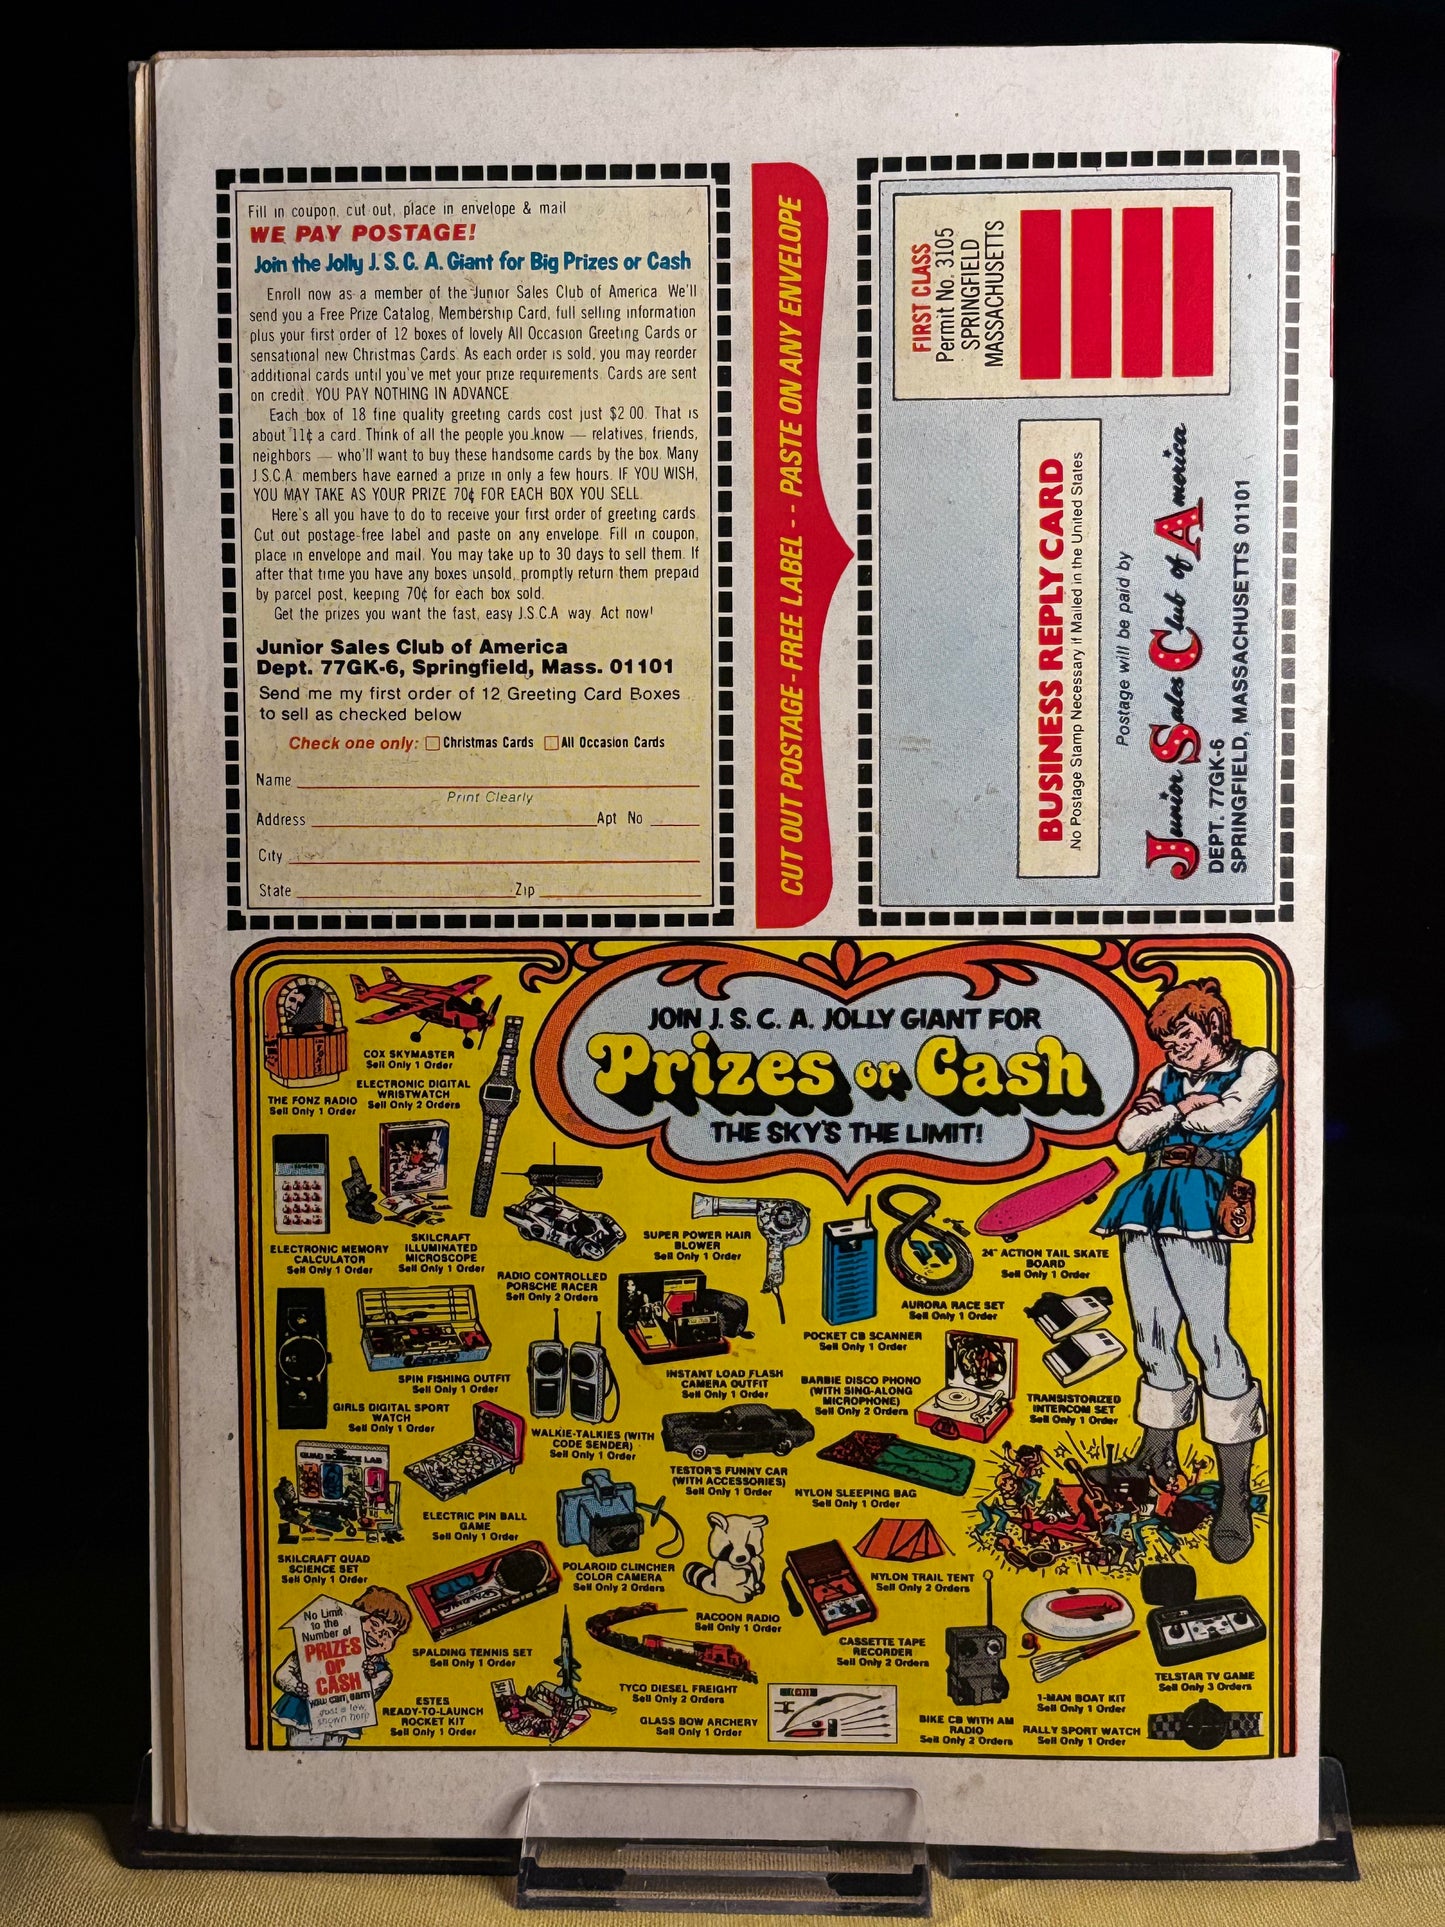 Fill in coupon, cut out, place in envelope & mail
WE PAY POSTAGE!
Join the Jolly J. S. C. A. Giant for Big Prizes or Cash
Enroll now as a member of the Junior Sales Club of America. We'll
send you a Free Prize Catalog, Membership Card, full selling information
plus your first order of 12 boxes of lovely All Occasion Greeting Cards or
sensational new Christmas Cards. As each order is sold, you may reorder
additional cards until you've met your prize requirements. Cards are sent
on credit. YOU PAY NOTHING IN ADVANCE.
Each box of 18 fine quality greeting cards cost just $2.00. That is
about 11¢ a card. Think of all the people you know — relatives, friends,
neighbors — who'll want to buy these handsome cards by the box. Many
J.S.C.A. members have earned a prize in only a few hours. IF YOU WISH,
YOU MAY TAKE AS YOUR PRIZE 70¢ FOR EACH BOX YOU SELL.
Here's all you have to do to receive your first order of greeting cards.
Cut out postage-free label and paste on any envelope. Fill in coupon,
place in envelope and mail. You may take up to 30 days to sell them. If
after that time you have any boxes unsold, promptly return them prepaid
by parcel post, keeping 70¢ for each box sold.
Get the prizes you want the fast, easy J.S.C.A. way. Act now!
Junior Sales Club of America
Dept. 77GK-6, Springfield, Mass. 01101
Send me my first order of 12 Greeting Card Boxes
to sell as checked below
Check one only: Christmas Cards All Occasion Cards
Name
Print Clearly
Address Apt. No.
City
State Zip
CUT OUT POSTAGE-FREE LABEL -- PASTE ON ANY ENVELOPE
FIRST CLASS
Permit No. 3105
SPRINGFIELD
MASSACHUSETTS
BUSINESS REPLY CARD
No Postage Stamp Necessary If Mailed in the United States
Postage will be paid by
Junior Sales Club of America
DEPT. 77GK-6
SPRINGFIELD, MASSACHUSETTS 01101
JOIN J. S. C. A. JOLLY GIANT FOR
Prizes or Cash
THE SKY'S THE LIMIT!
THE FONZ RADIO
Sell Only 1 Order
COX SKYMASTER
Sell Only 1 Order
ELECTRONIC DIGITAL
WRISTWATCH
Sell Only 2 Orders
ELECTRONIC MEMORY
CALCULATOR
Sell Only 1 Order
SKILCRAFT
ILLUMINATED
MICROSCOPE
Sell Only 1 Order
RADIO CONTROLLED
PORSCHE RACER
Sell Only 2 Orders
SUPER POWER HAIR
BLOWER
Sell Only 1 Order
POCKET CB SCANNER
Sell Only 1 Order
AURORA RACE SET
Sell Only 1 Order
24" ACTION TAIL SKATE
BOARD
Sell Only 1 Order
SPIN FISHING OUTFIT
Sell Only 1 Order
GIRLS DIGITAL SPORT
WATCH
Sell Only 1 Order
WALKIE-TALKIES (WITH
CODE SENDER)
Sell Only 1 Order
INSTANT LOAD FLASH
CAMERA OUTFIT
Sell Only 1 Order
BARBIE DISCO PHONO
(WITH SING-ALONG
MICROPHONE)
Sell Only 2 Orders
TRANSISTORIZED
INTERCOM SET
Sell Only 1 Order
QUAD SCIENCE LAB
SKILCRAFT QUAD
SCIENCE SET
Sell Only 1 Order
ELECTRIC PIN BALL
GAME
Sell Only 1 Order
TESTOR'S FUNNY CAR
(WITH ACCESSORIES)
Sell Only 1 Order
NYLON SLEEPING BAG
Sell Only 1 Order
POLAROID CLINCHER
COLOR CAMERA
Sell Only 2 Orders
NYLON TRAIL TENT
Sell Only 2 Orders
RACOON RADIO
Sell Only 1 Order
CASSETTE TAPE
RECORDER
Sell Only 2 Orders
SPALDING TENNIS SET
Sell Only 1 Order
No Limit
to the
Number of
PRIZES
OR
CASH
you can earn
just a few
shown here
ESTES
READY-TO-LAUNCH
ROCKET KIT
Sell Only 1 Order
TYCO DIESEL FREIGHT
Sell Only 2 Orders
GLASS BOW ARCHERY
Sell Only 1 Order
BIKE CB WITH AM
RADIO
Sell Only 2 Orders
1-MAN BOAT KIT
Sell Only 1 Order
RALLY SPORT WATCH
Sell Only 1 Order
TELSTAR TV GAME
Sell Only 3 Orders